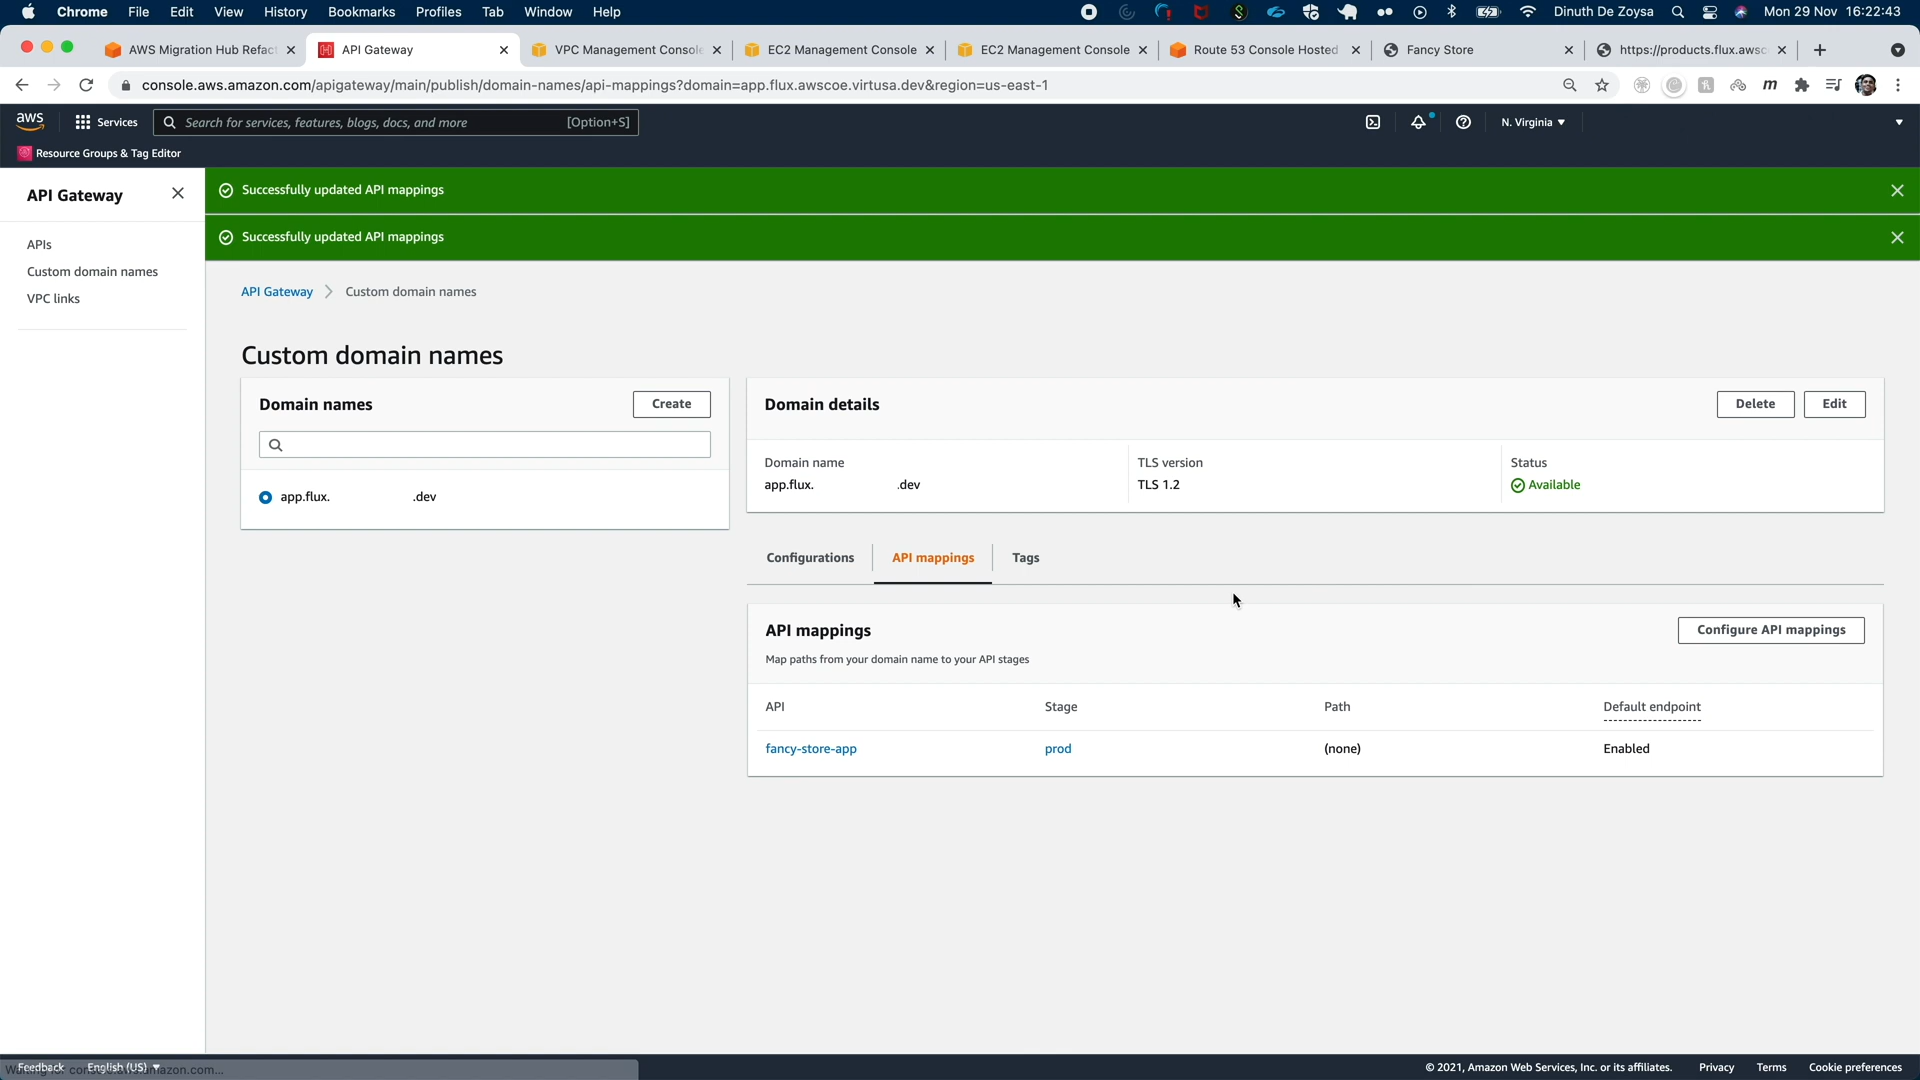 Chrome File Edit View History Bookmarks Profiles Tab Window Help Dinuth De Zoysa Mon 29 Nov 16:22:43
AWS Migration Hub Refact API Gateway VPC Management Console EC2 Management Console EC2 Management Console Route 53 Console Hosted Fancy Store https://products.flux.awsc
console.aws.amazon.com/apigateway/main/publish/domain-names/api-mappings?domain=app.flux.awscoe.virtusa.dev&region=us-east-1
aws Services Search for services, features, blogs, docs, and more [Option+S] N. Virginia
Resource Groups & Tag Editor
API Gateway
APIs
Custom domain names
VPC links
Successfully updated API mappings
Successfully updated API mappings
API Gateway Custom domain names
Custom domain names
Domain names Create
app.flux. .dev
Domain details Delete Edit
Domain name TLS version Status
app.flux. .dev TLS 1.2 Available
Configurations API mappings Tags
API mappings Configure API mappings
Map paths from your domain name to your API stages
API Stage Path Default endpoint
fancy-store-app prod (none) Enabled
Feedback English (US) © 2021, Amazon Web Services, Inc. or its affiliates. Privacy Terms Cookie preferences